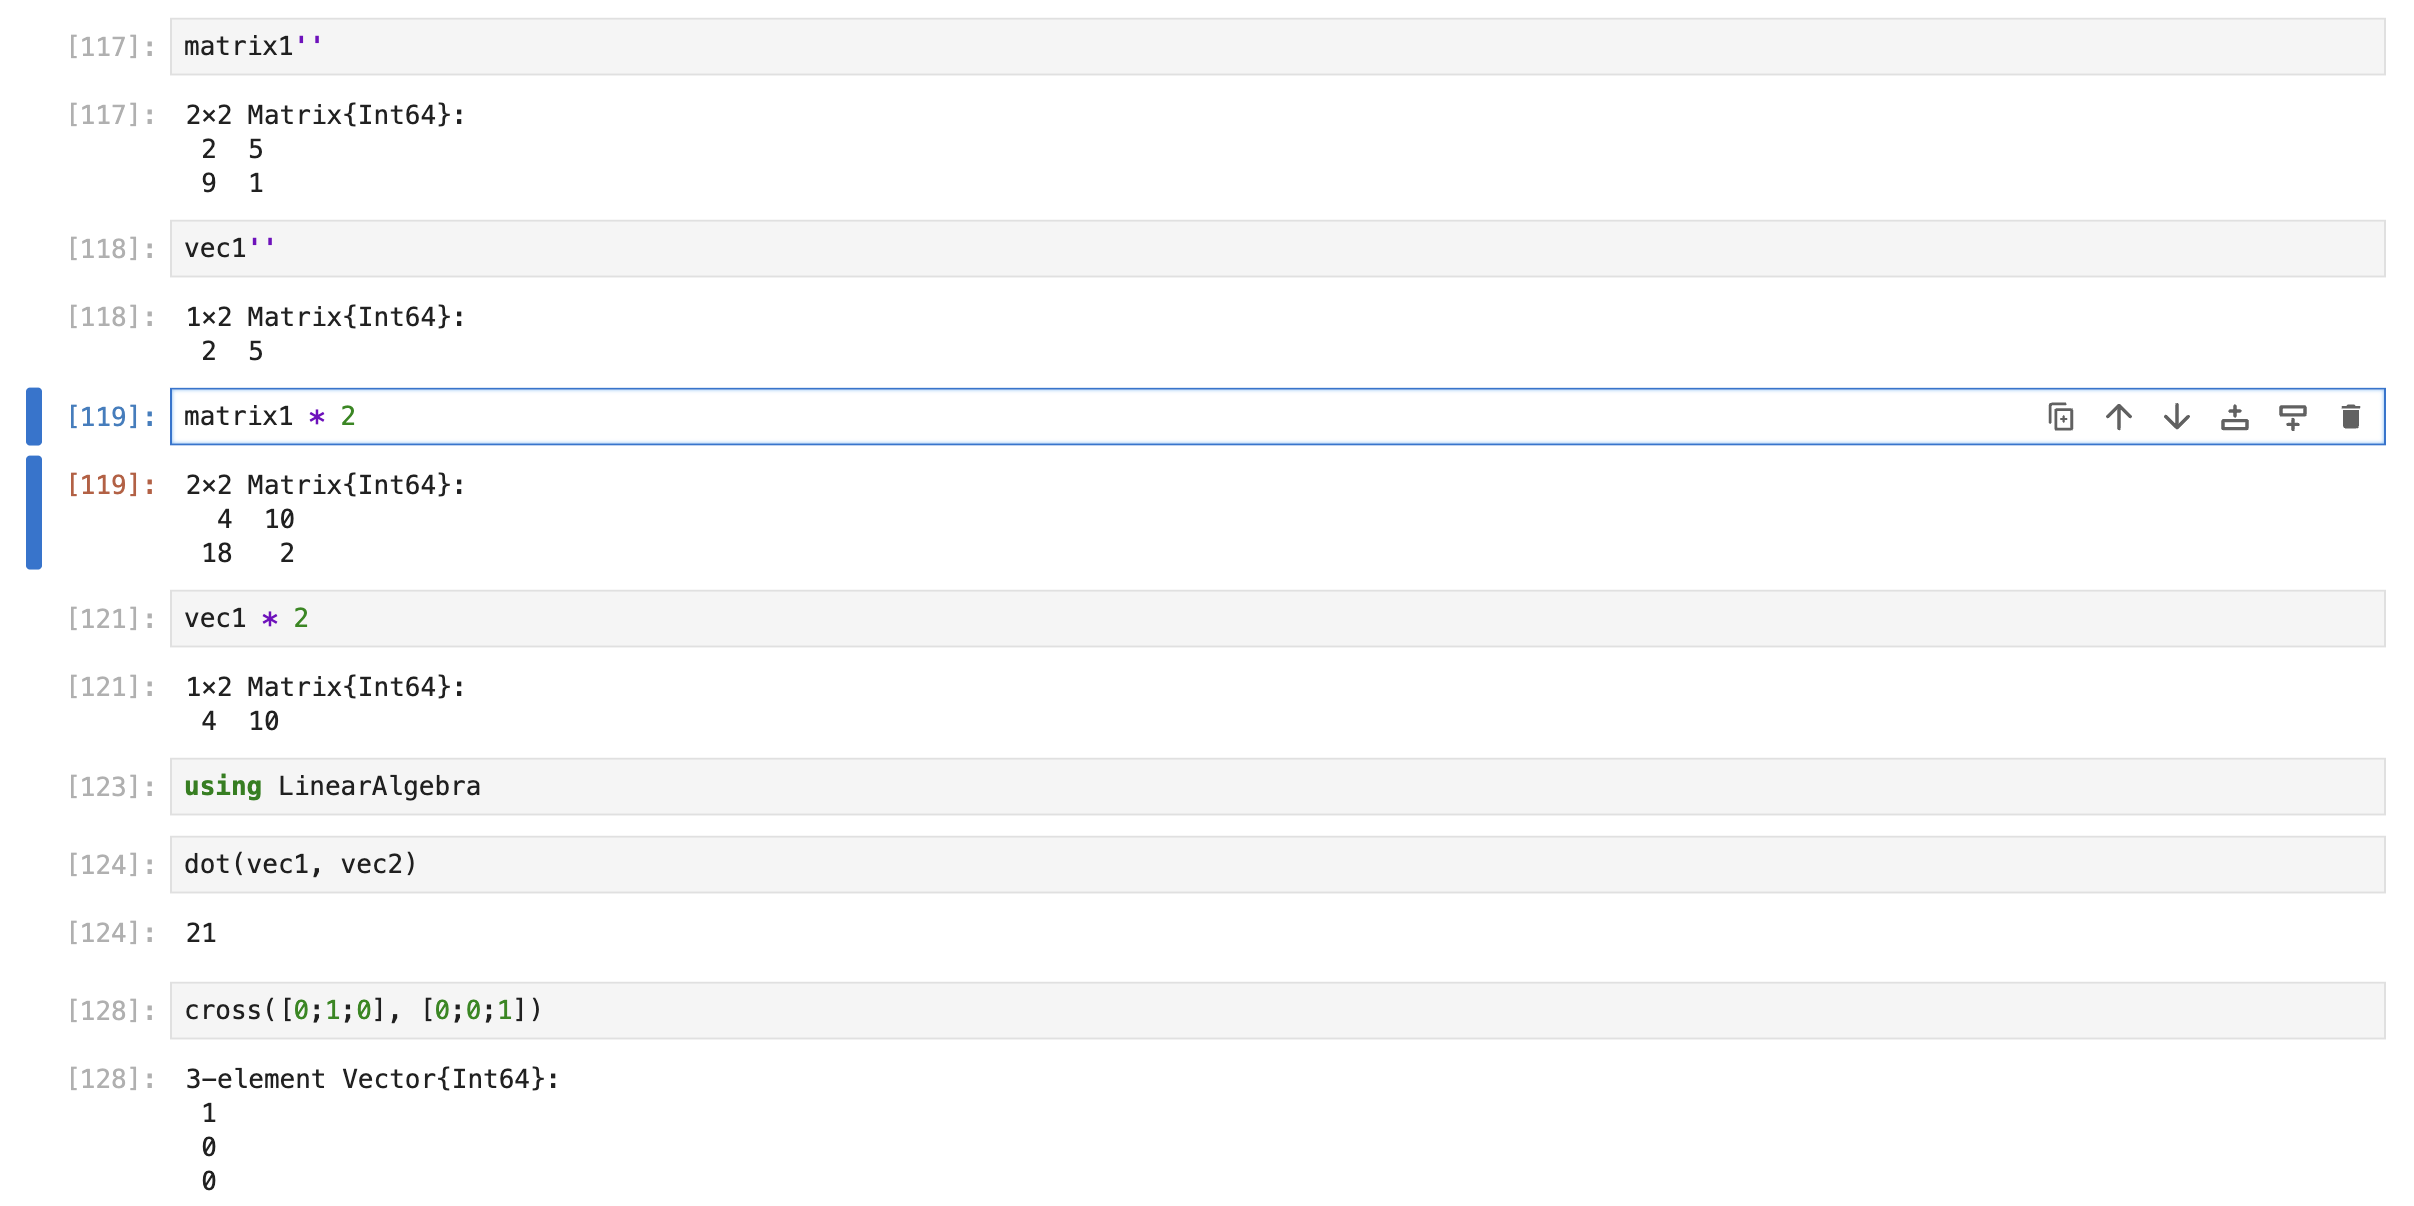 [117]: matrix1''
[117]: 2×2 Matrix{Int64}:
 2  5
 9  1
[118]: vec1''
[118]: 1×2 Matrix{Int64}:
 2  5
[119]: matrix1 * 2
[119]: 2×2 Matrix{Int64}:
  4  10
 18   2
[121]: vec1 * 2
[121]: 1×2 Matrix{Int64}:
 4  10
[123]: using LinearAlgebra
[124]: dot(vec1, vec2)
[124]: 21
[128]: cross([0;1;0], [0;0;1])
[128]: 3-element Vector{Int64}:
 1
 0
 0